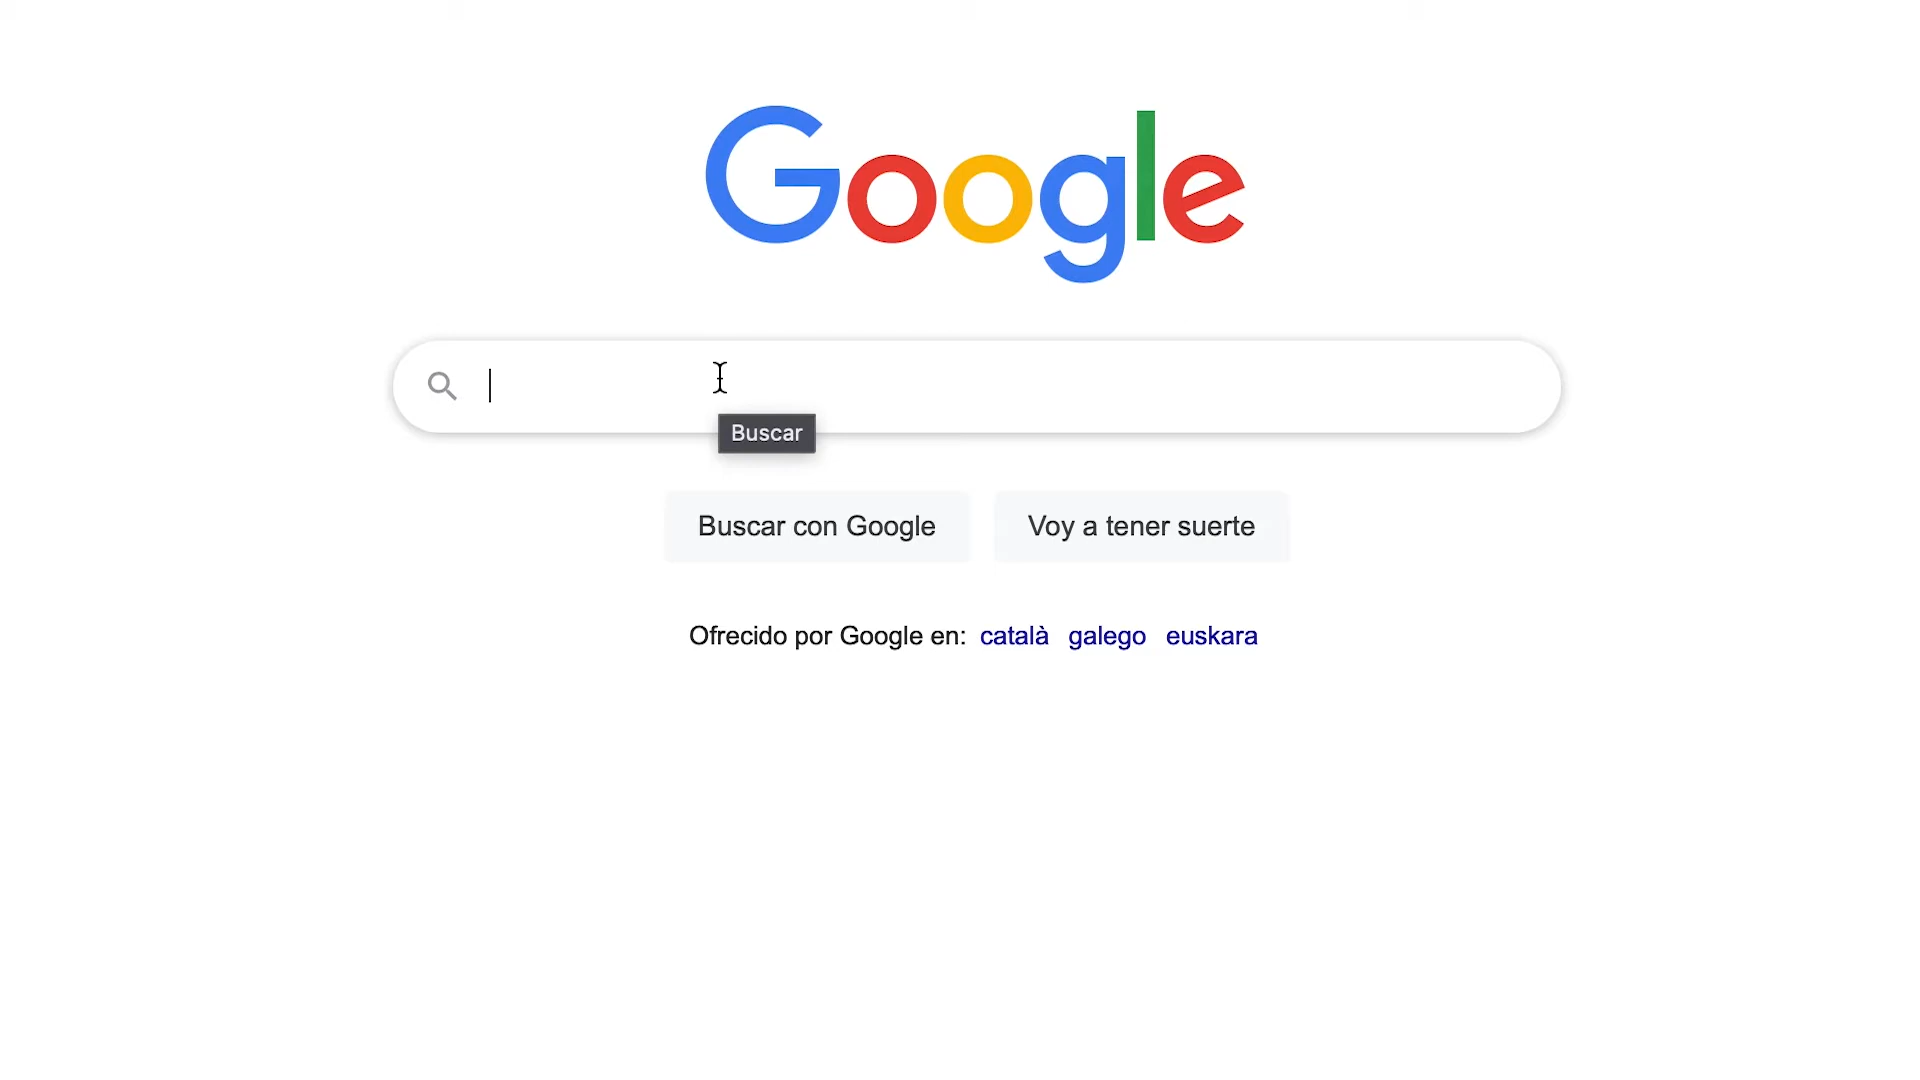 Google
Buscar
Buscar con Google
Voy a tener suerte
Ofrecido por Google en: català galego euskara